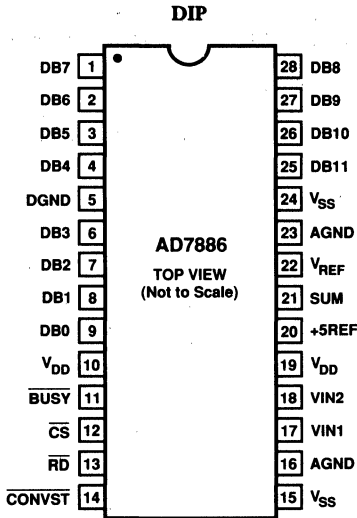 DIP
DB7 1 28 DB8
DB6 2 27 DB9
DB5 3 26 DB10
DB4 4 25 DB11
DGND 5 24 VSS
DB3 6 23 AGND
DB2 7 22 VREF
DB1 8 21 SUM
DB0 9 20 +5REF
VDD 10 19 VDD
BUSY 11 18 VIN2
CS 12 17 VIN1
RD 13 16 AGND
CONVST 14 15 VSS
AD7886
TOP VIEW
(Not to Scale)